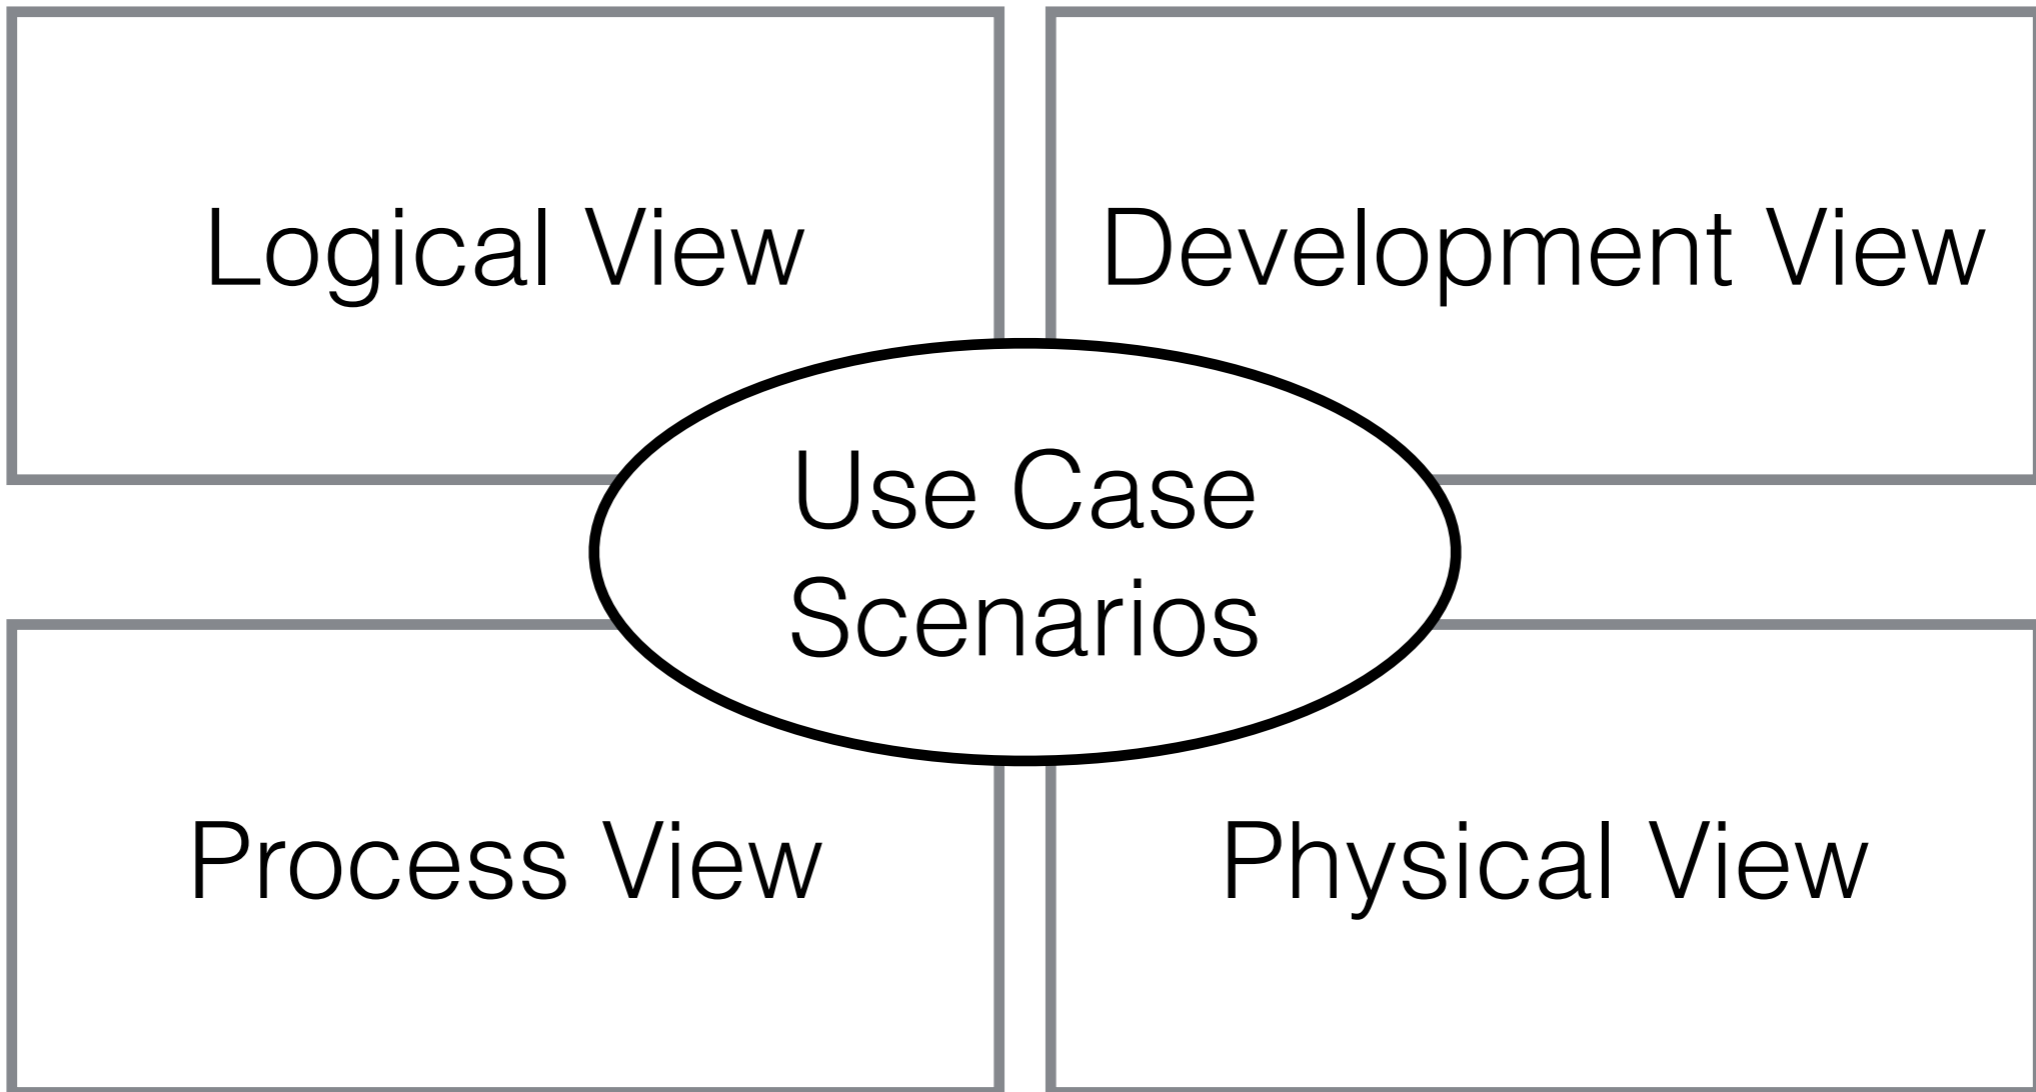 Logical View
Development View
Use Case
Scenarios
Process View
Physical View